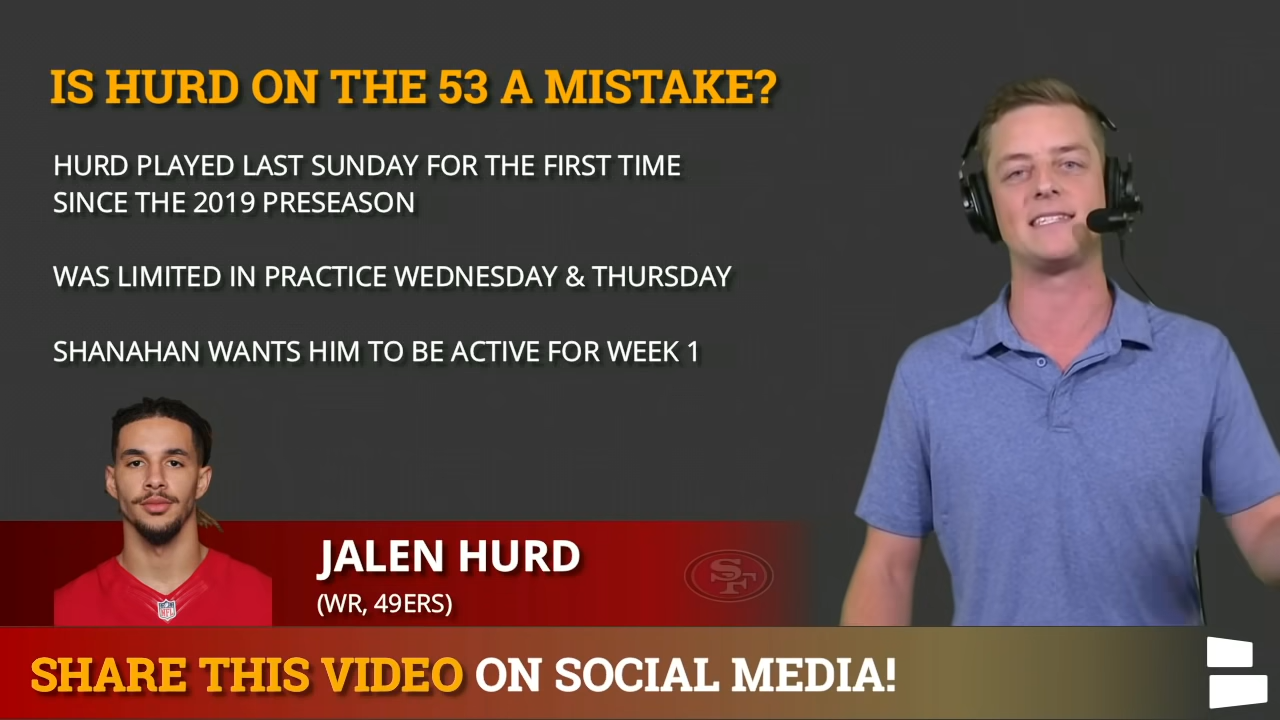 IS HURD ON THE 53 A MISTAKE?
HURD PLAYED LAST SUNDAY FOR THE FIRST TIME
SINCE THE 2019 PRESEASON
WAS LIMITED IN PRACTICE WEDNESDAY & THURSDAY
SHANAHAN WANTS HIM TO BE ACTIVE FOR WEEK 1
JALEN HURD
SF
(WR, 49ERS)
NFL
SHARE THIS VIDEO ON SOCIAL MEDIA!